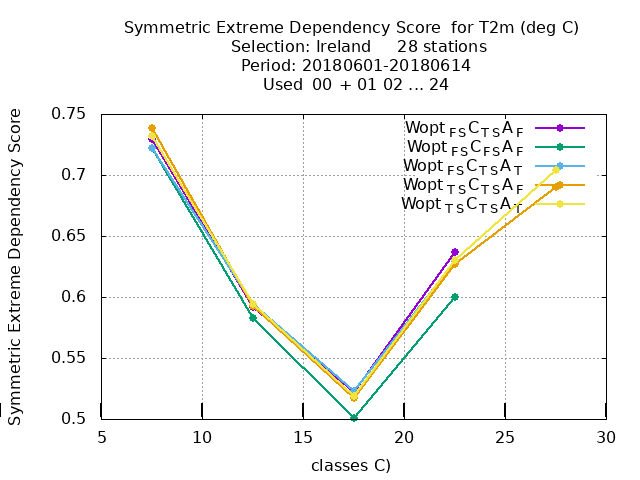 Symmetric Extreme Dependency Score for T2m (deg C)
Selection: Ireland 28 stations
Period: 20180601-20180614
Used 00 + 01 02 ... 24
Symmetric Extreme Dependency Score
0.75
0.7
0.65
0.6
0.55
0.5
Wopt FS C TS A F
Wopt FS C FS A F
Wopt FS C TS A T
Wopt TS C TS A F
Wopt TS C TS A T
5 10 15 20 25 30
classes C)